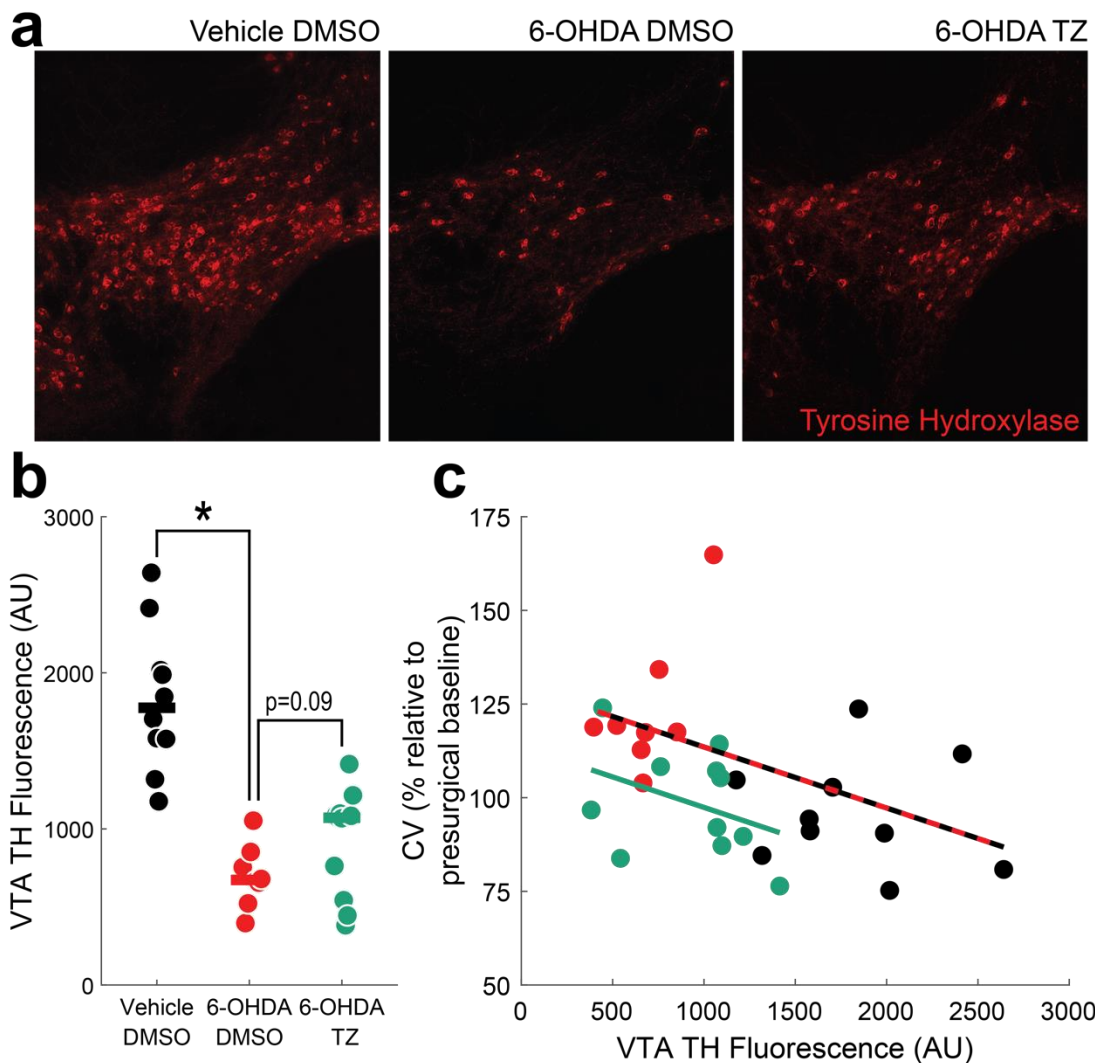 a
Vehicle DMSO
6-OHDA DMSO
6-OHDA TZ
Tyrosine Hydroxylase
b
VTA TH Fluorescence (AU)
3000
2000
1000
0
*
p=0.09
Vehicle
DMSO
6-OHDA
DMSO
6-OHDA
TZ
c
CV (% relative to
presurgical baseline)
175
150
125
100
75
50
500
1000
1500
2000
2500
3000
VTA TH Fluorescence (AU)